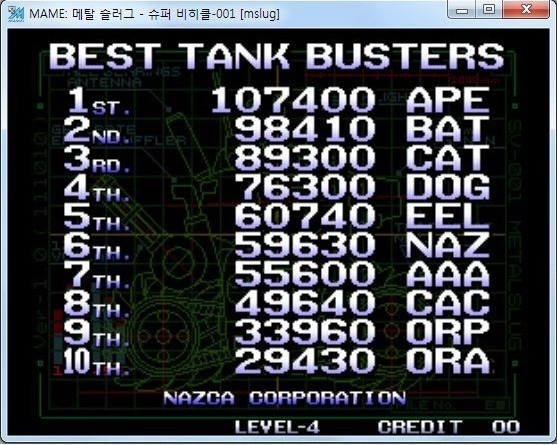 MAME: 메탈 슬러그 - 슈퍼 비히클-001 [mslug]
BEST TANK BUSTERS
1ST. 107400 APE
2ND. 98410 BAT
3RD. 89300 CAT
4TH. 76300 DOG
5TH. 60740 EEL
6TH. 59630 NAZ
7TH. 55600 AAA
8TH. 49640 CAC
9TH. 33960 ORP
10TH. 29430 ORA
NAZCA CORPORATION
LEVEL-4 CREDIT 00